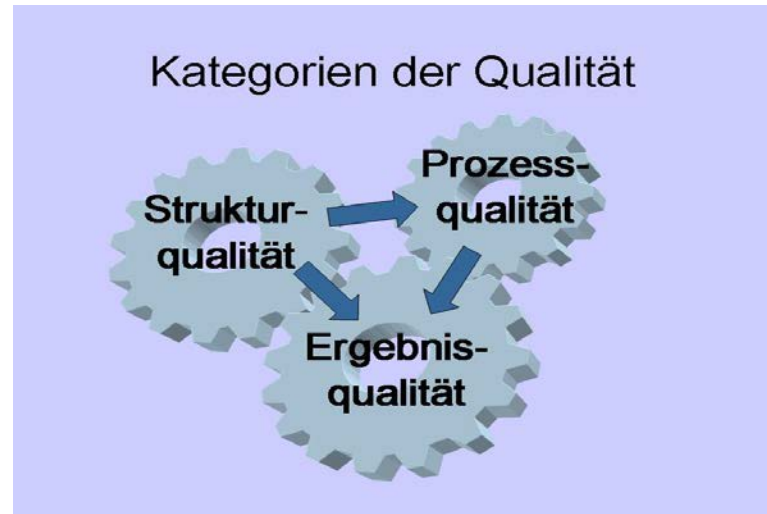 Kategorien der Qualität
Struktur-
qualität
Prozess-
qualität
Ergebnis-
qualität